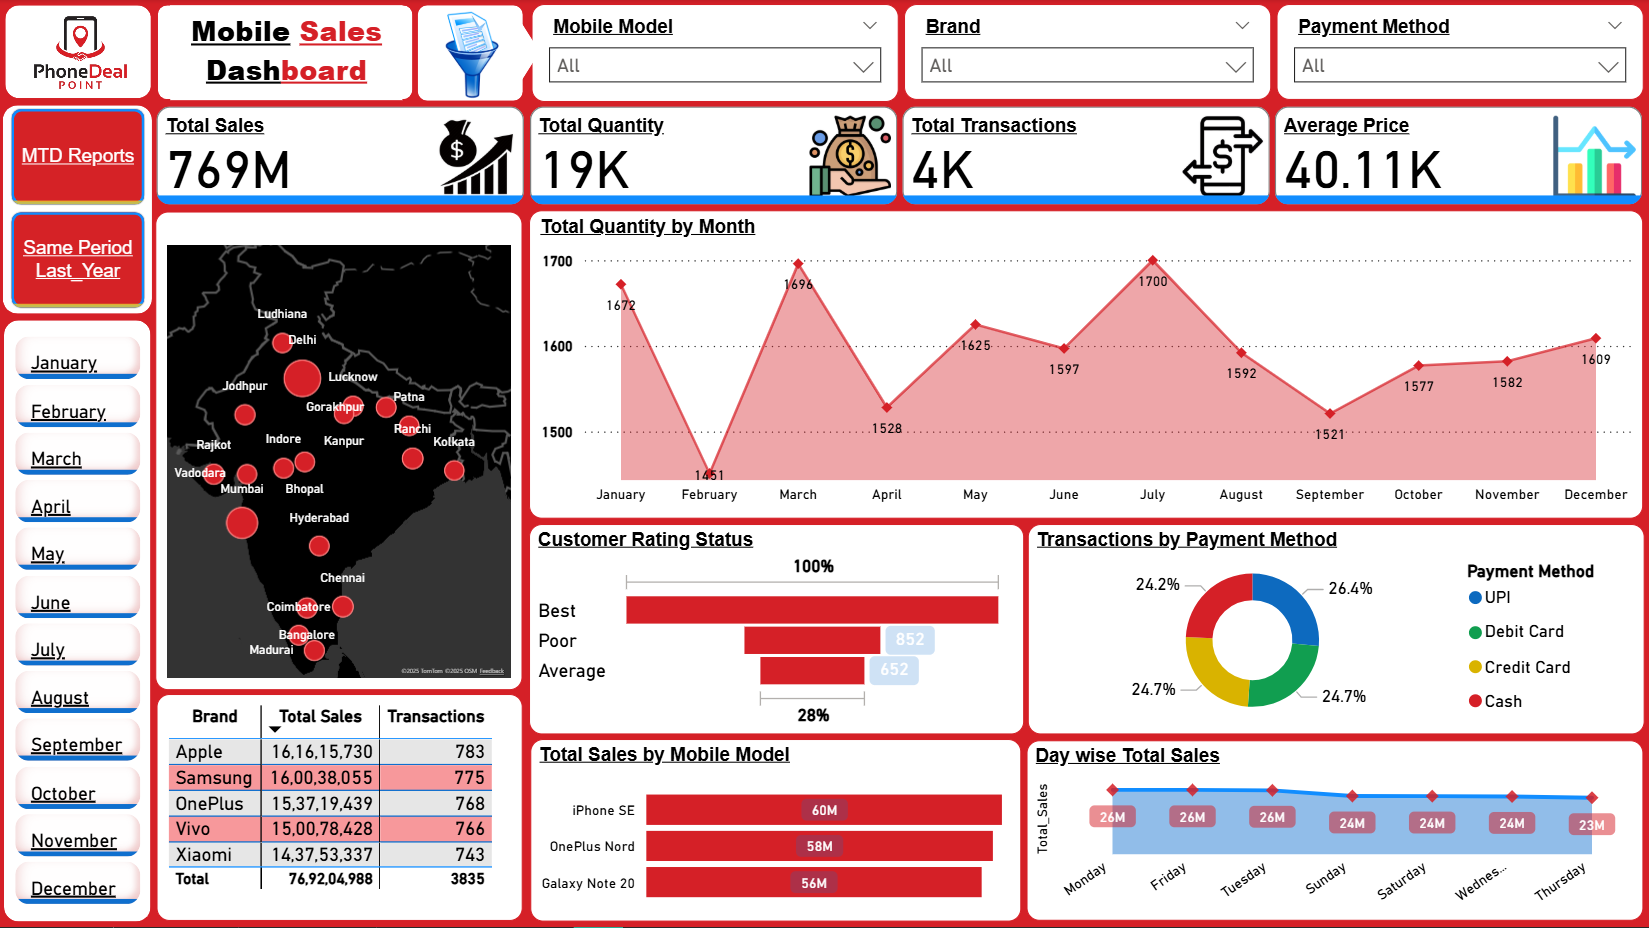 PhoneDeal
POINT
Mobile Sales
Dashboard
Mobile Model
All
Brand
All
Payment Method
All
MTD Reports
Same Period
Last_Year
Total Sales
769M
Total Quantity
19K
Total Transactions
4K
Average Price
40.11K
January
February
March
April
May
June
July
August
September
October
November
December
Ludhiana
Delhi
Lucknow
Jodhpur
Patna
Gorakhpur
Ranchi
Rajkot
Indore
Kanpur
Kolkata
Vadodara
Mumbai
Bhopal
Hyderabad
Chennai
Coimbatore
Bangalore
Madurai
©2025 TomTom ©2025 OSM Feedback
Total Quantity by Month
1700
1600
1500
1672
1451
1696
1528
1625
1597
1700
1592
1521
1577
1582
1609
January February March April May June July August September October November December
Customer Rating Status
100%
Best
Poor
852
Average
652
28%
Transactions by Payment Method
24.2%
26.4%
24.7%
24.7%
Payment Method
UPI
Debit Card
Credit Card
Cash
Brand Total Sales Transactions
Apple 16,16,15,730 783
Samsung 16,00,38,055 775
OnePlus 15,37,19,439 768
Vivo 15,00,78,428 766
Xiaomi 14,37,53,337 743
Total 76,92,04,988 3835
Total Sales by Mobile Model
iPhone SE 60M
OnePlus Nord 58M
Galaxy Note 20 56M
Day wise Total Sales
Total_Sales
26M 26M 26M 24M 24M 24M 23M
Monday Friday Tuesday Sunday Saturday Wednes... Thursday